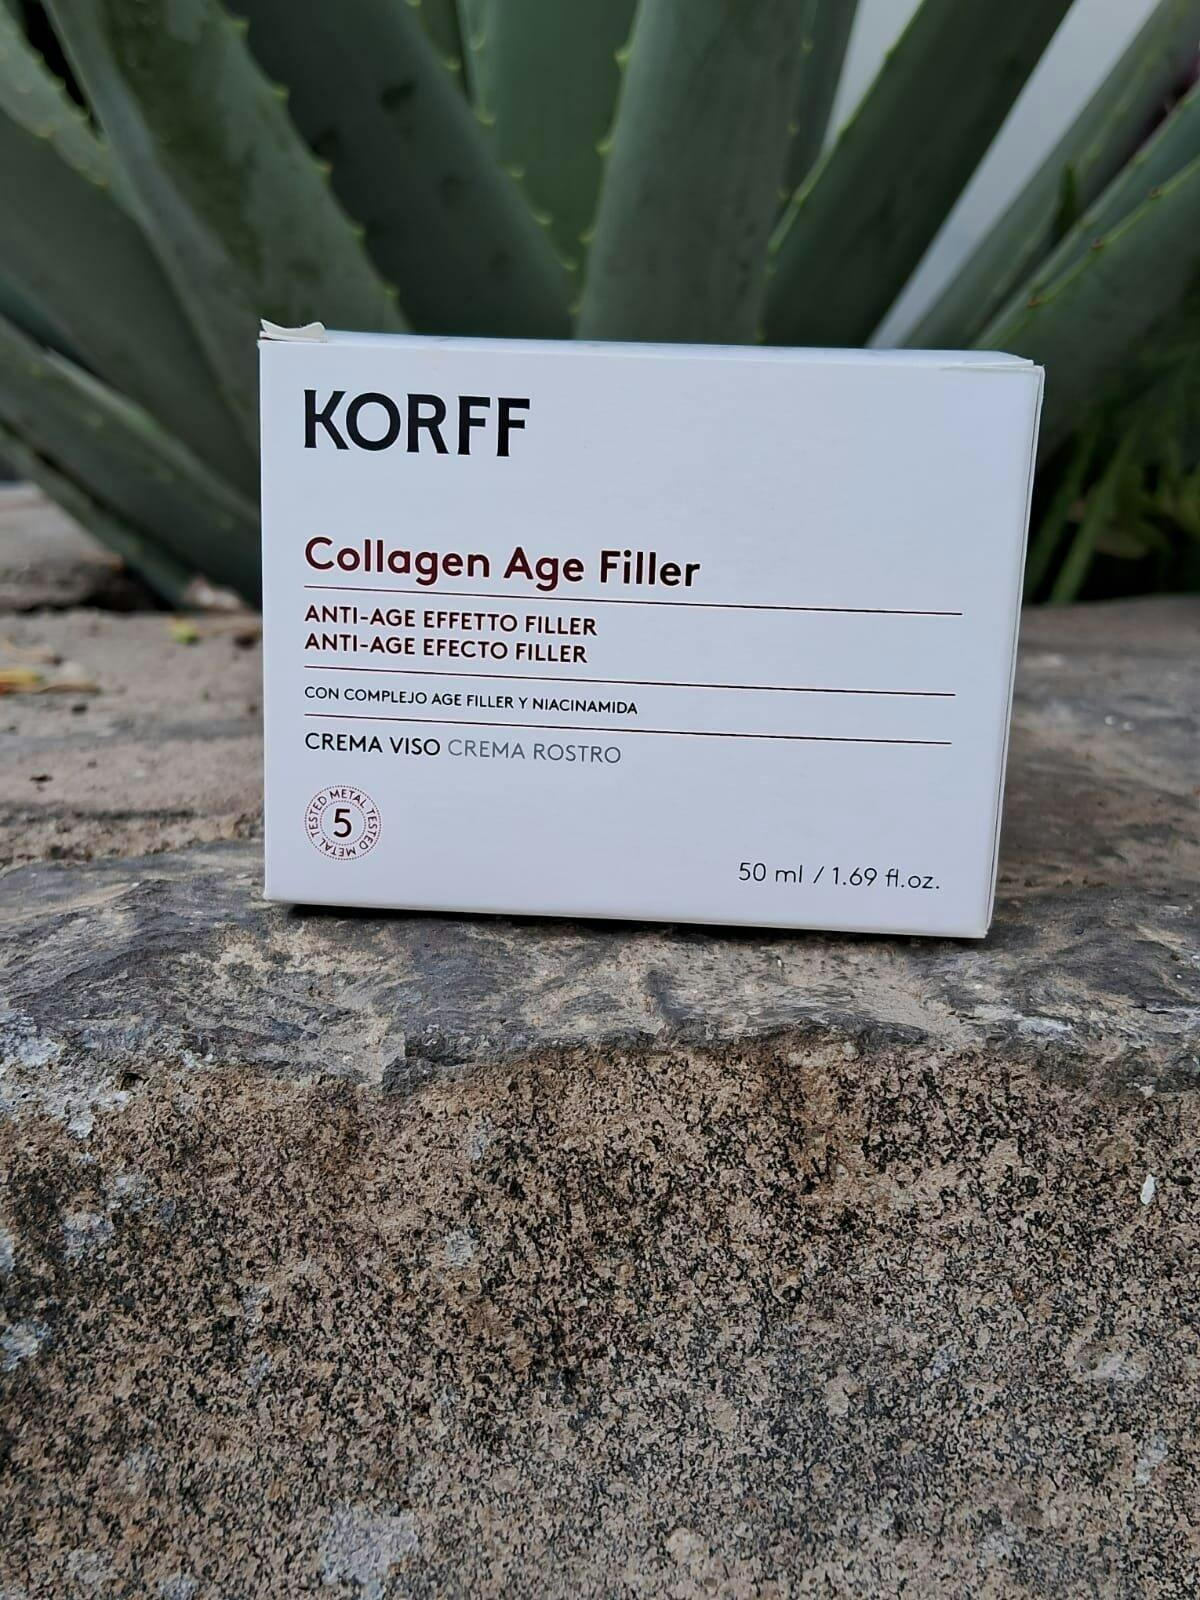 KORFF
Collagen Age Filler
ANTI-AGE EFFETTO FILLER
ANTI-AGE EFECTO FILLER
CON COMPLEJO AGE FILLER Y NIACINAMIDA
CREMA VISO CREMA ROSTRO
METAL TESTED METAL TESTED
5
50 ml / 1.69 fl.oz.